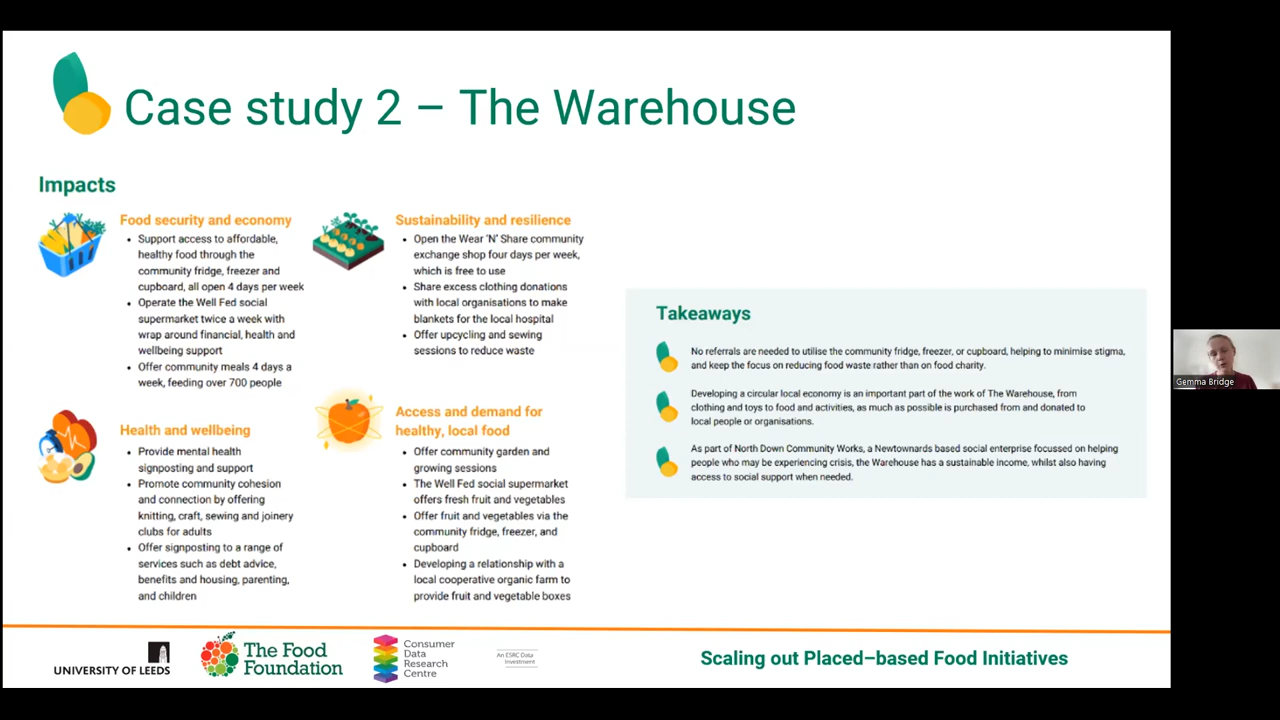 Case study 2 – The Warehouse
Impacts
Food security and economy
• Support access to affordable,
healthy food through the
community fridge, freezer and
cupboard, all open 4 days per week
• Operate the Well Fed social
supermarket twice a week with
wrap around financial, health and
wellbeing support
• Offer community meals 4 days a
week, feeding over 700 people
Health and wellbeing
• Provide mental health
signposting and support
• Promote community cohesion
and connection by offering
knitting, craft, sewing and joinery
clubs for adults
• Offer signposting to a range of
services such as debt advice,
benefits and housing, parenting,
and children
Sustainability and resilience
• Open the Wear 'N' Share community
exchange shop four days per week,
which is free to use
• Share excess clothing donations
with local organisations to make
blankets for the local hospital
• Offer upcycling and sewing
sessions to reduce waste
Access and demand for
healthy, local food
• Offer community garden and
growing sessions
• The Well Fed social supermarket
offers fresh fruit and vegetables
• Offer fruit and vegetables via the
community fridge, freezer, and
cupboard
• Developing a relationship with a
local cooperative organic farm to
provide fruit and vegetable boxes
Takeaways
No referrals are needed to utilise the community fridge, freezer, or cupboard, helping to minimise stigma,
and keep the focus on reducing food waste rather than on food charity.
Developing a circular local economy is an important part of the work of The Warehouse, from
clothing and toys to food and activities, as much as possible is purchased from and donated to
local people or organisations.
As part of North Down Community Works, a Newtownards based social enterprise focussed on helping
people who may be experiencing crisis, the Warehouse has a sustainable income, whilst also having
access to social support when needed.
Gemma Bridge
UNIVERSITY OF LEEDS
The Food
Foundation
Consumer
Data
Research
Centre
An ESRC Data
Investment
Scaling out Placed–based Food Initiatives